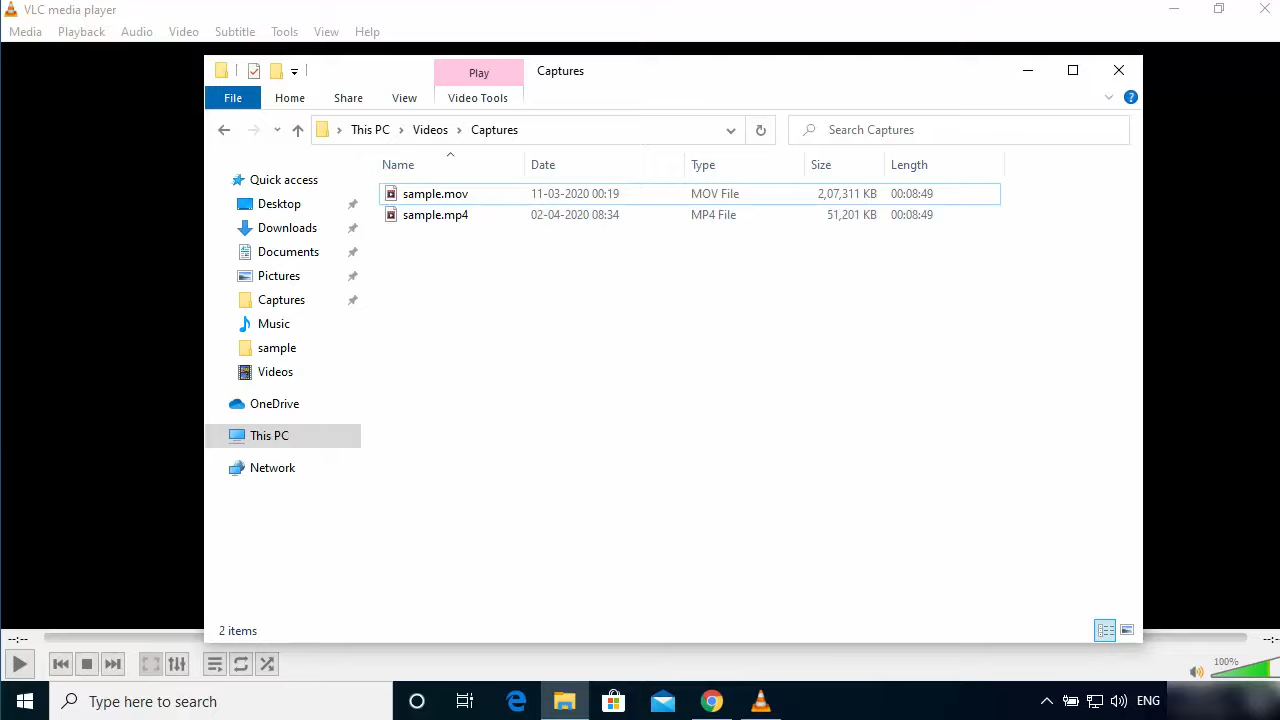 VLC media player
Media Playback Audio Video Subtitle Tools View Help
Play Captures
File Home Share View Video Tools
This PC Videos Captures Search Captures
Name Date Type Size Length
Quick access
Desktop
Downloads
Documents
Pictures
Captures
Music
sample
Videos
OneDrive
This PC
Network
sample.mov 11-03-2020 00:19 MOV File 2,07,311 KB 00:08:49
sample.mp4 02-04-2020 08:34 MP4 File 51,201 KB 00:08:49
2 items
--:-- --:--
100%
Type here to search ENG